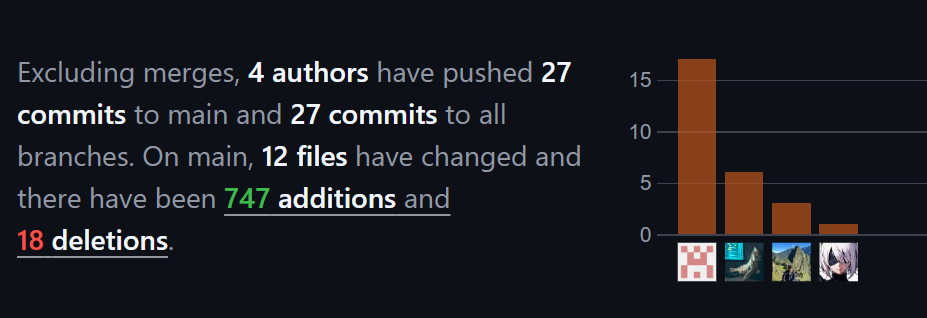 Excluding merges, 4 authors have pushed 27
commits to main and 27 commits to all
branches. On main, 12 files have changed and
there have been 747 additions and
18 deletions.
15
10
5
0